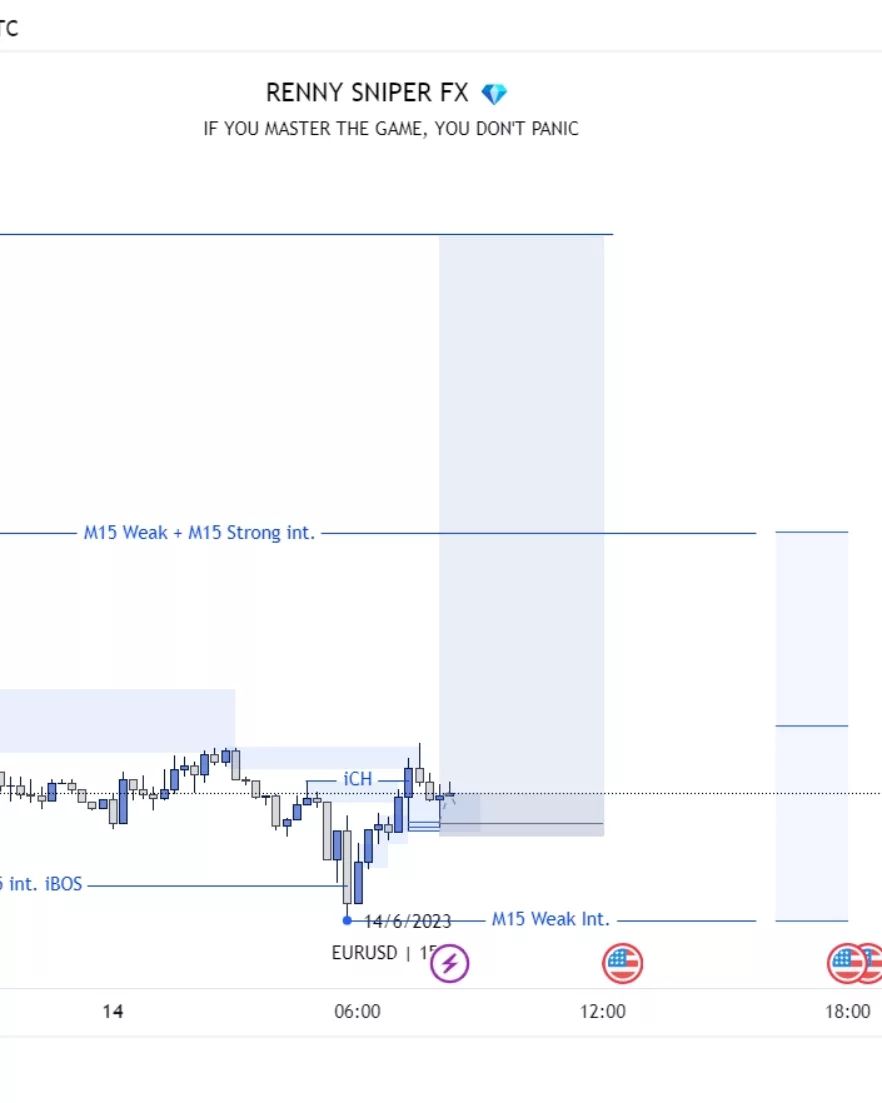 TC
RENNY SNIPER FX 💎
IF YOU MASTER THE GAME, YOU DON'T PANIC
M15 Weak + M15 Strong int.
iCH
int. iBOS
14/6/2023
M15 Weak Int.
EURUSD | 15
14
06:00
12:00
18:00